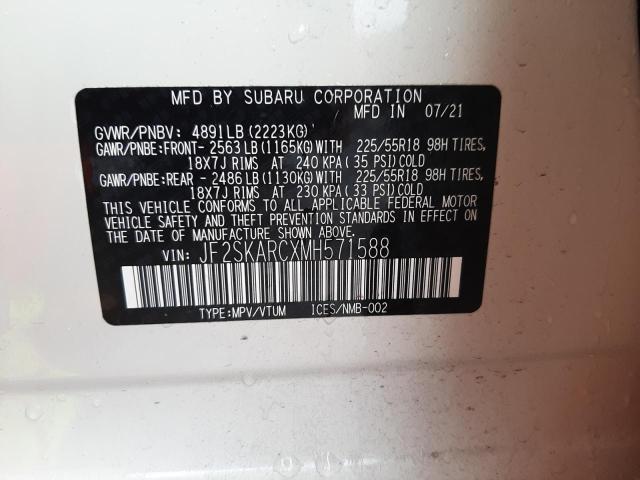 MFD BY SUBARU CORPORATION
MFD IN 07/21
GVWR/PNBV: 4891LB(2223KG)
GAWR/PNBE:FRONT- 2563LB(1165KG)WITH 225/55R18 98H TIRES,
18X7J RIMS AT 240 KPA(35 PSI)COLD
GAWR/PNBE:REAR - 2486LB(1130KG)WITH 225/55R18 98H TIRES,
18X7J RIMS AT 230 KPA(33 PSI)COLD
THIS VEHICLE CONFORMS TO ALL APPLICABLE FEDERAL MOTOR
VEHICLE SAFETY AND THEFT PREVENTION STANDARDS IN EFFECT ON
THE DATE OF MANUFACTURE SHOWN ABOVE.
VIN: JF2SKARCXMH571588
TYPE:MPV/VTUM ICES/NMB-002